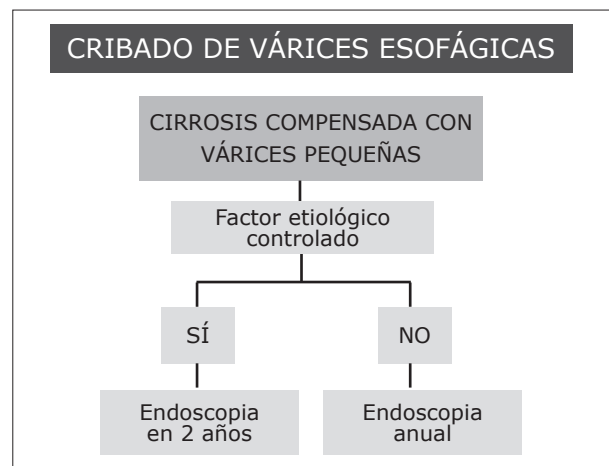 CRIBADO DE VÁRICES ESOFÁGICAS
CIRROSIS COMPENSADA CON
VÁRICES PEQUEÑAS
Factor etiológico
controlado
SÍ
NO
Endoscopia
en 2 años
Endoscopia
anual